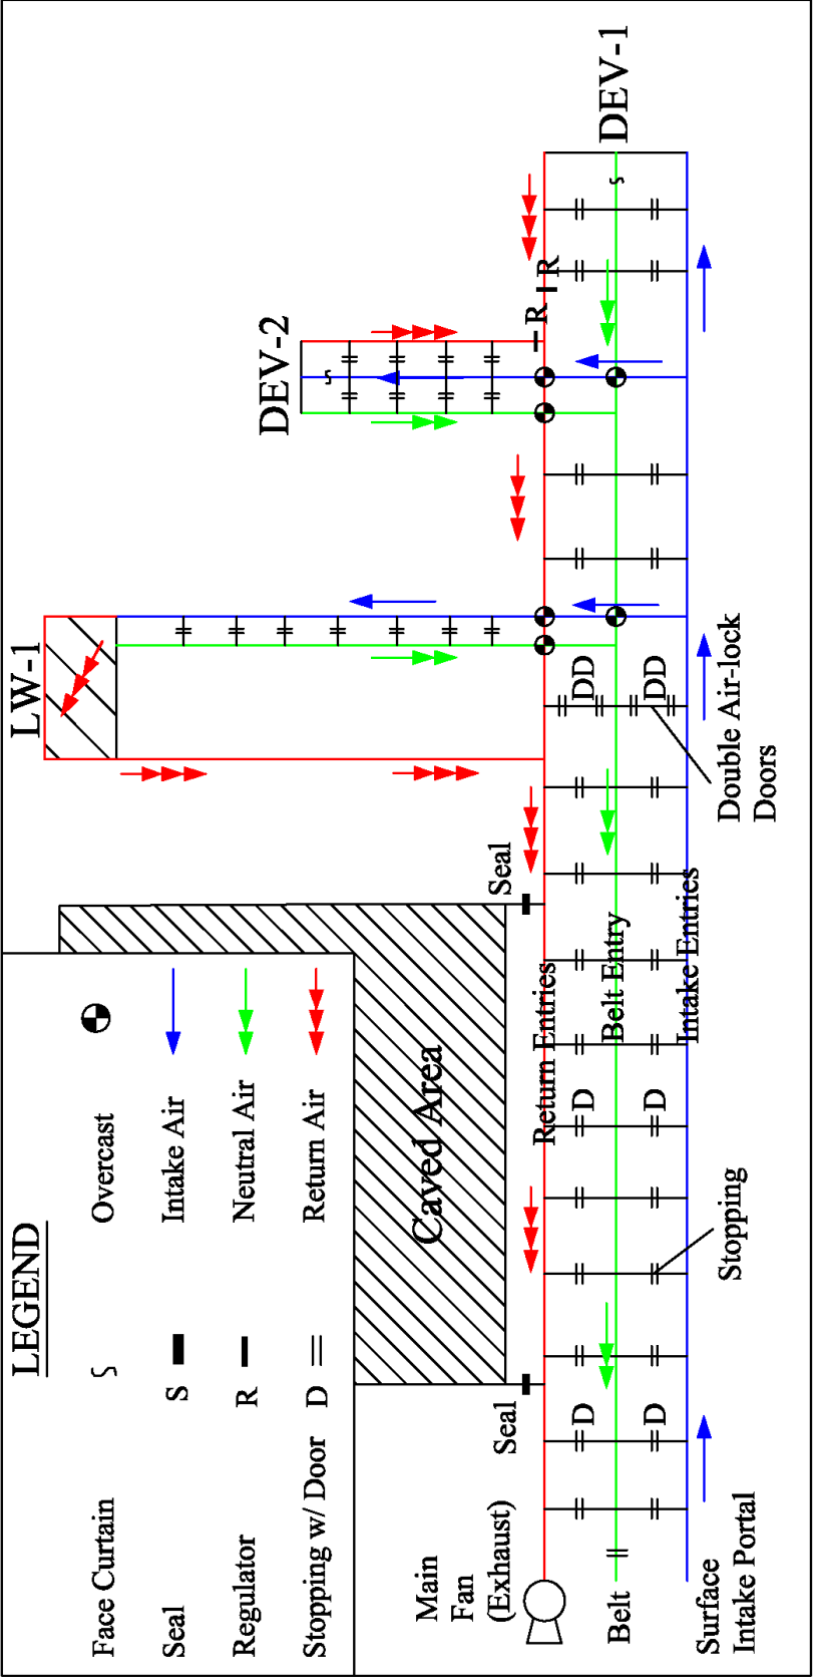 LEGEND
Face Curtain
Overcast
Seal S
Intake Air
Regulator R
Neutral Air
Stopping w/ Door D
Return Air
LW-1
DEV-2
DEV-1
Caved Area
Main
Fan
(Exhaust)
Seal
Seal
R
R
Return Entries
Belt Entry
Intake Entries
D
D
D
D
DD
DD
Belt
Surface
Intake Portal
Stopping
Double Air-lock
Doors